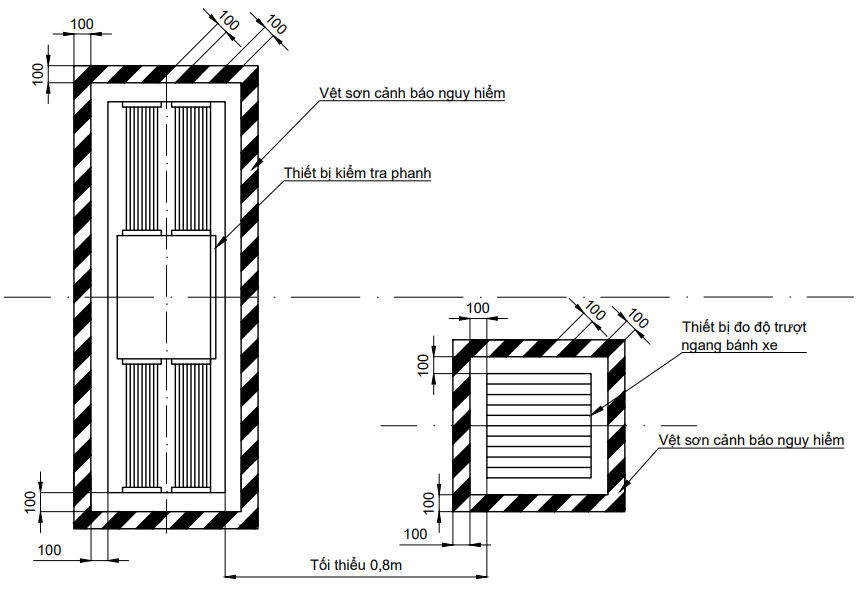 100
100
100
100
Vệt sơn cảnh báo nguy hiểm
Thiết bị kiểm tra phanh
100
100
100
100
Thiết bị đo độ trượt
ngang bánh xe
Vệt sơn cảnh báo nguy hiểm
100
100
100
100
Tối thiểu 0,8m